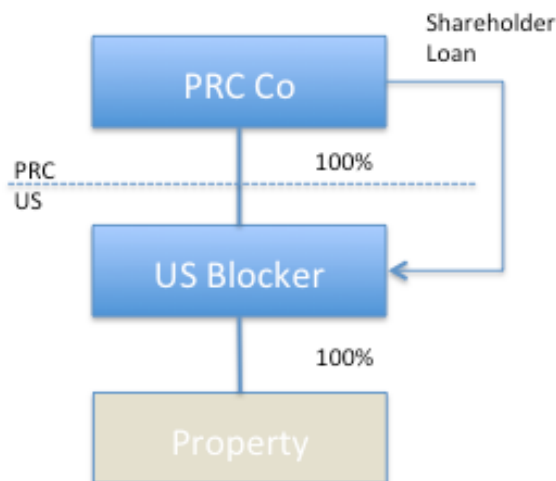 Shareholder
Loan
PRC Co
100%
PRC
US
US Blocker
100%
Property